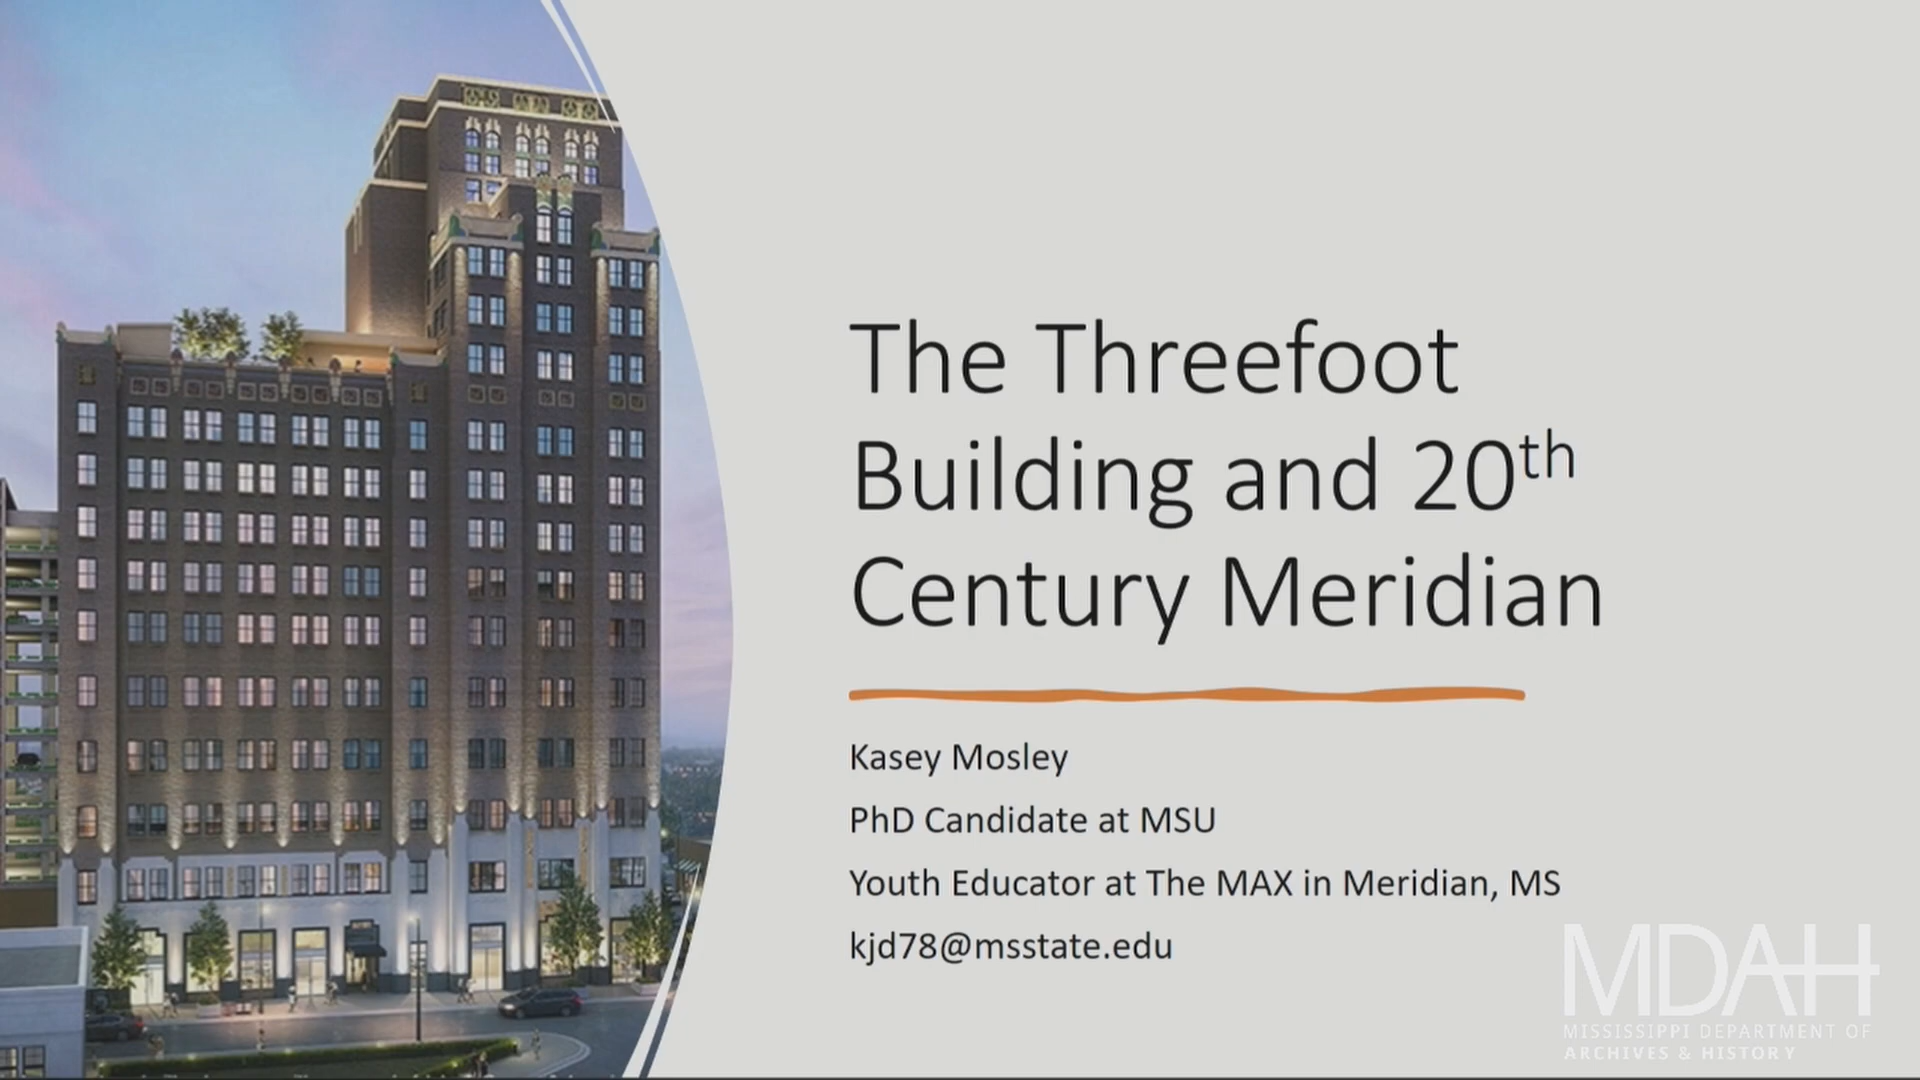 The Threefoot
Building and 20th
Century Meridian
Kasey Mosley
PhD Candidate at MSU
Youth Educator at The MAX in Meridian, MS
kjd78@msstate.edu
MDAH
MISSISSIPPI DEPARTMENT OF
ARCHIVES & HISTORY